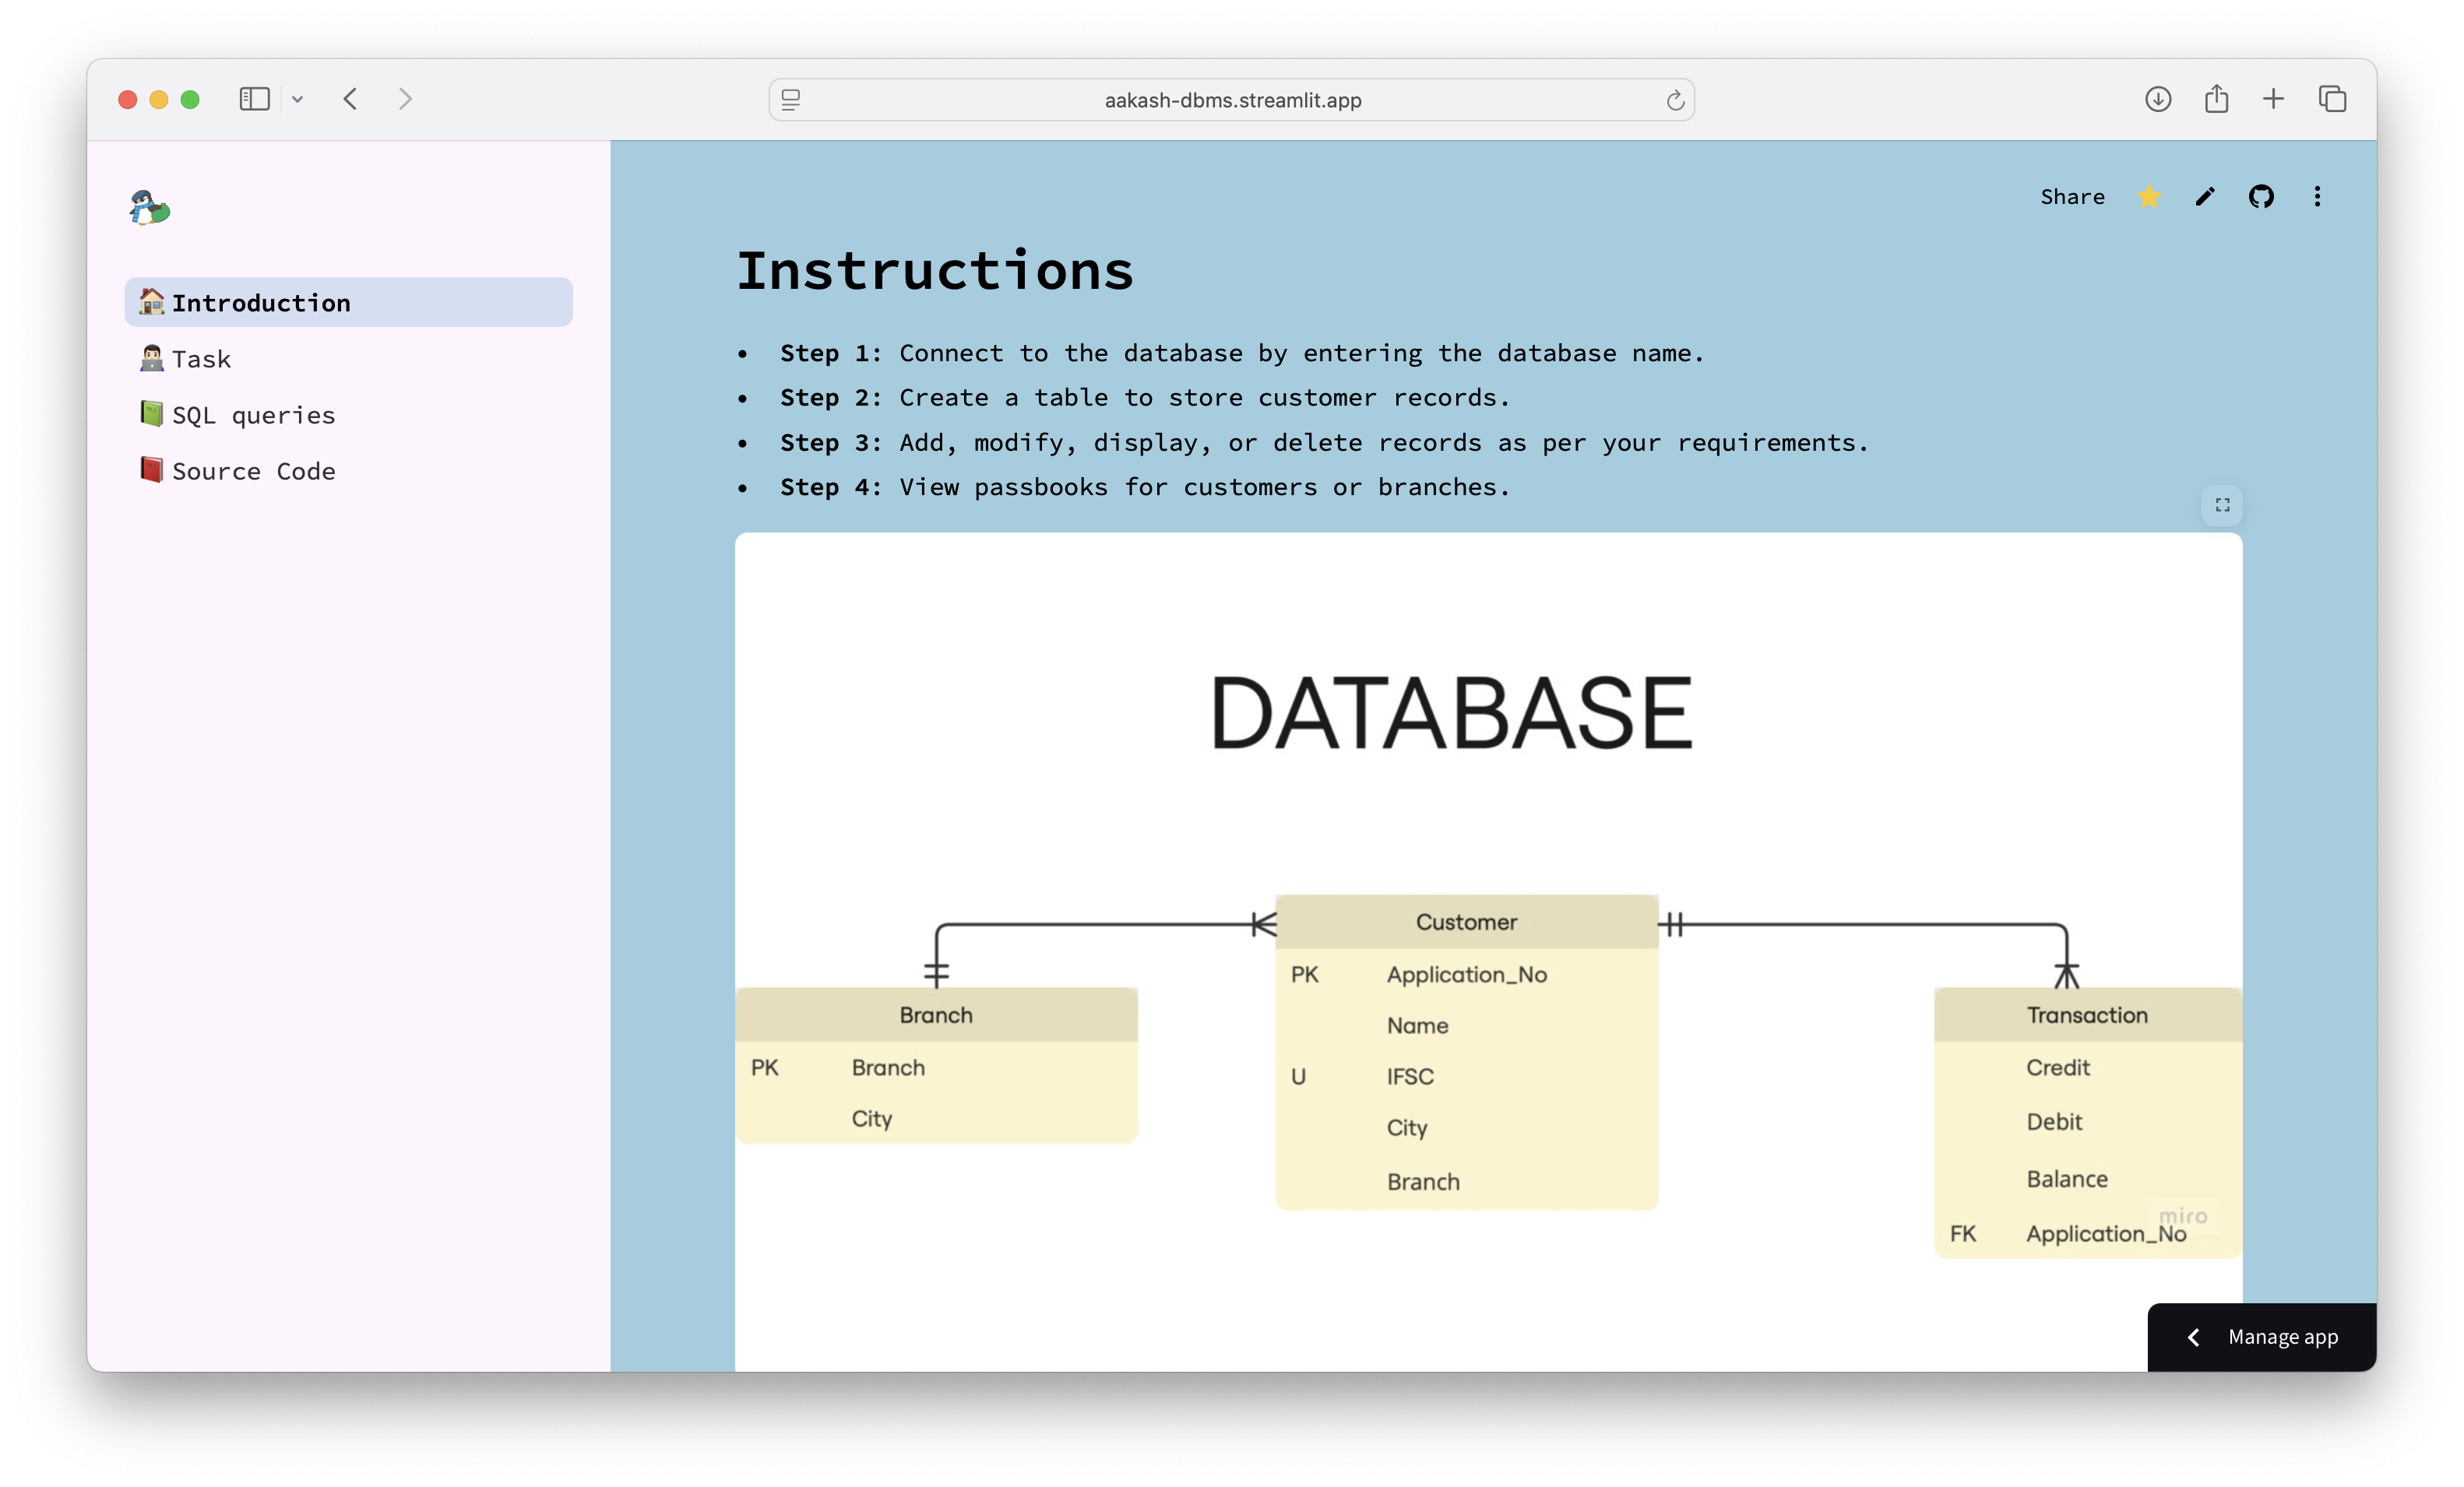 aakash-dbms.streamlit.app
Share
Introduction
Task
SQL queries
Source Code
Instructions
• Step 1: Connect to the database by entering the database name.
• Step 2: Create a table to store customer records.
• Step 3: Add, modify, display, or delete records as per your requirements.
• Step 4: View passbooks for customers or branches.
DATABASE
Branch
PK Branch
City
Customer
PK Application_No
Name
U IFSC
City
Branch
Transaction
Credit
Debit
Balance
FK Application_No
miro
Manage app